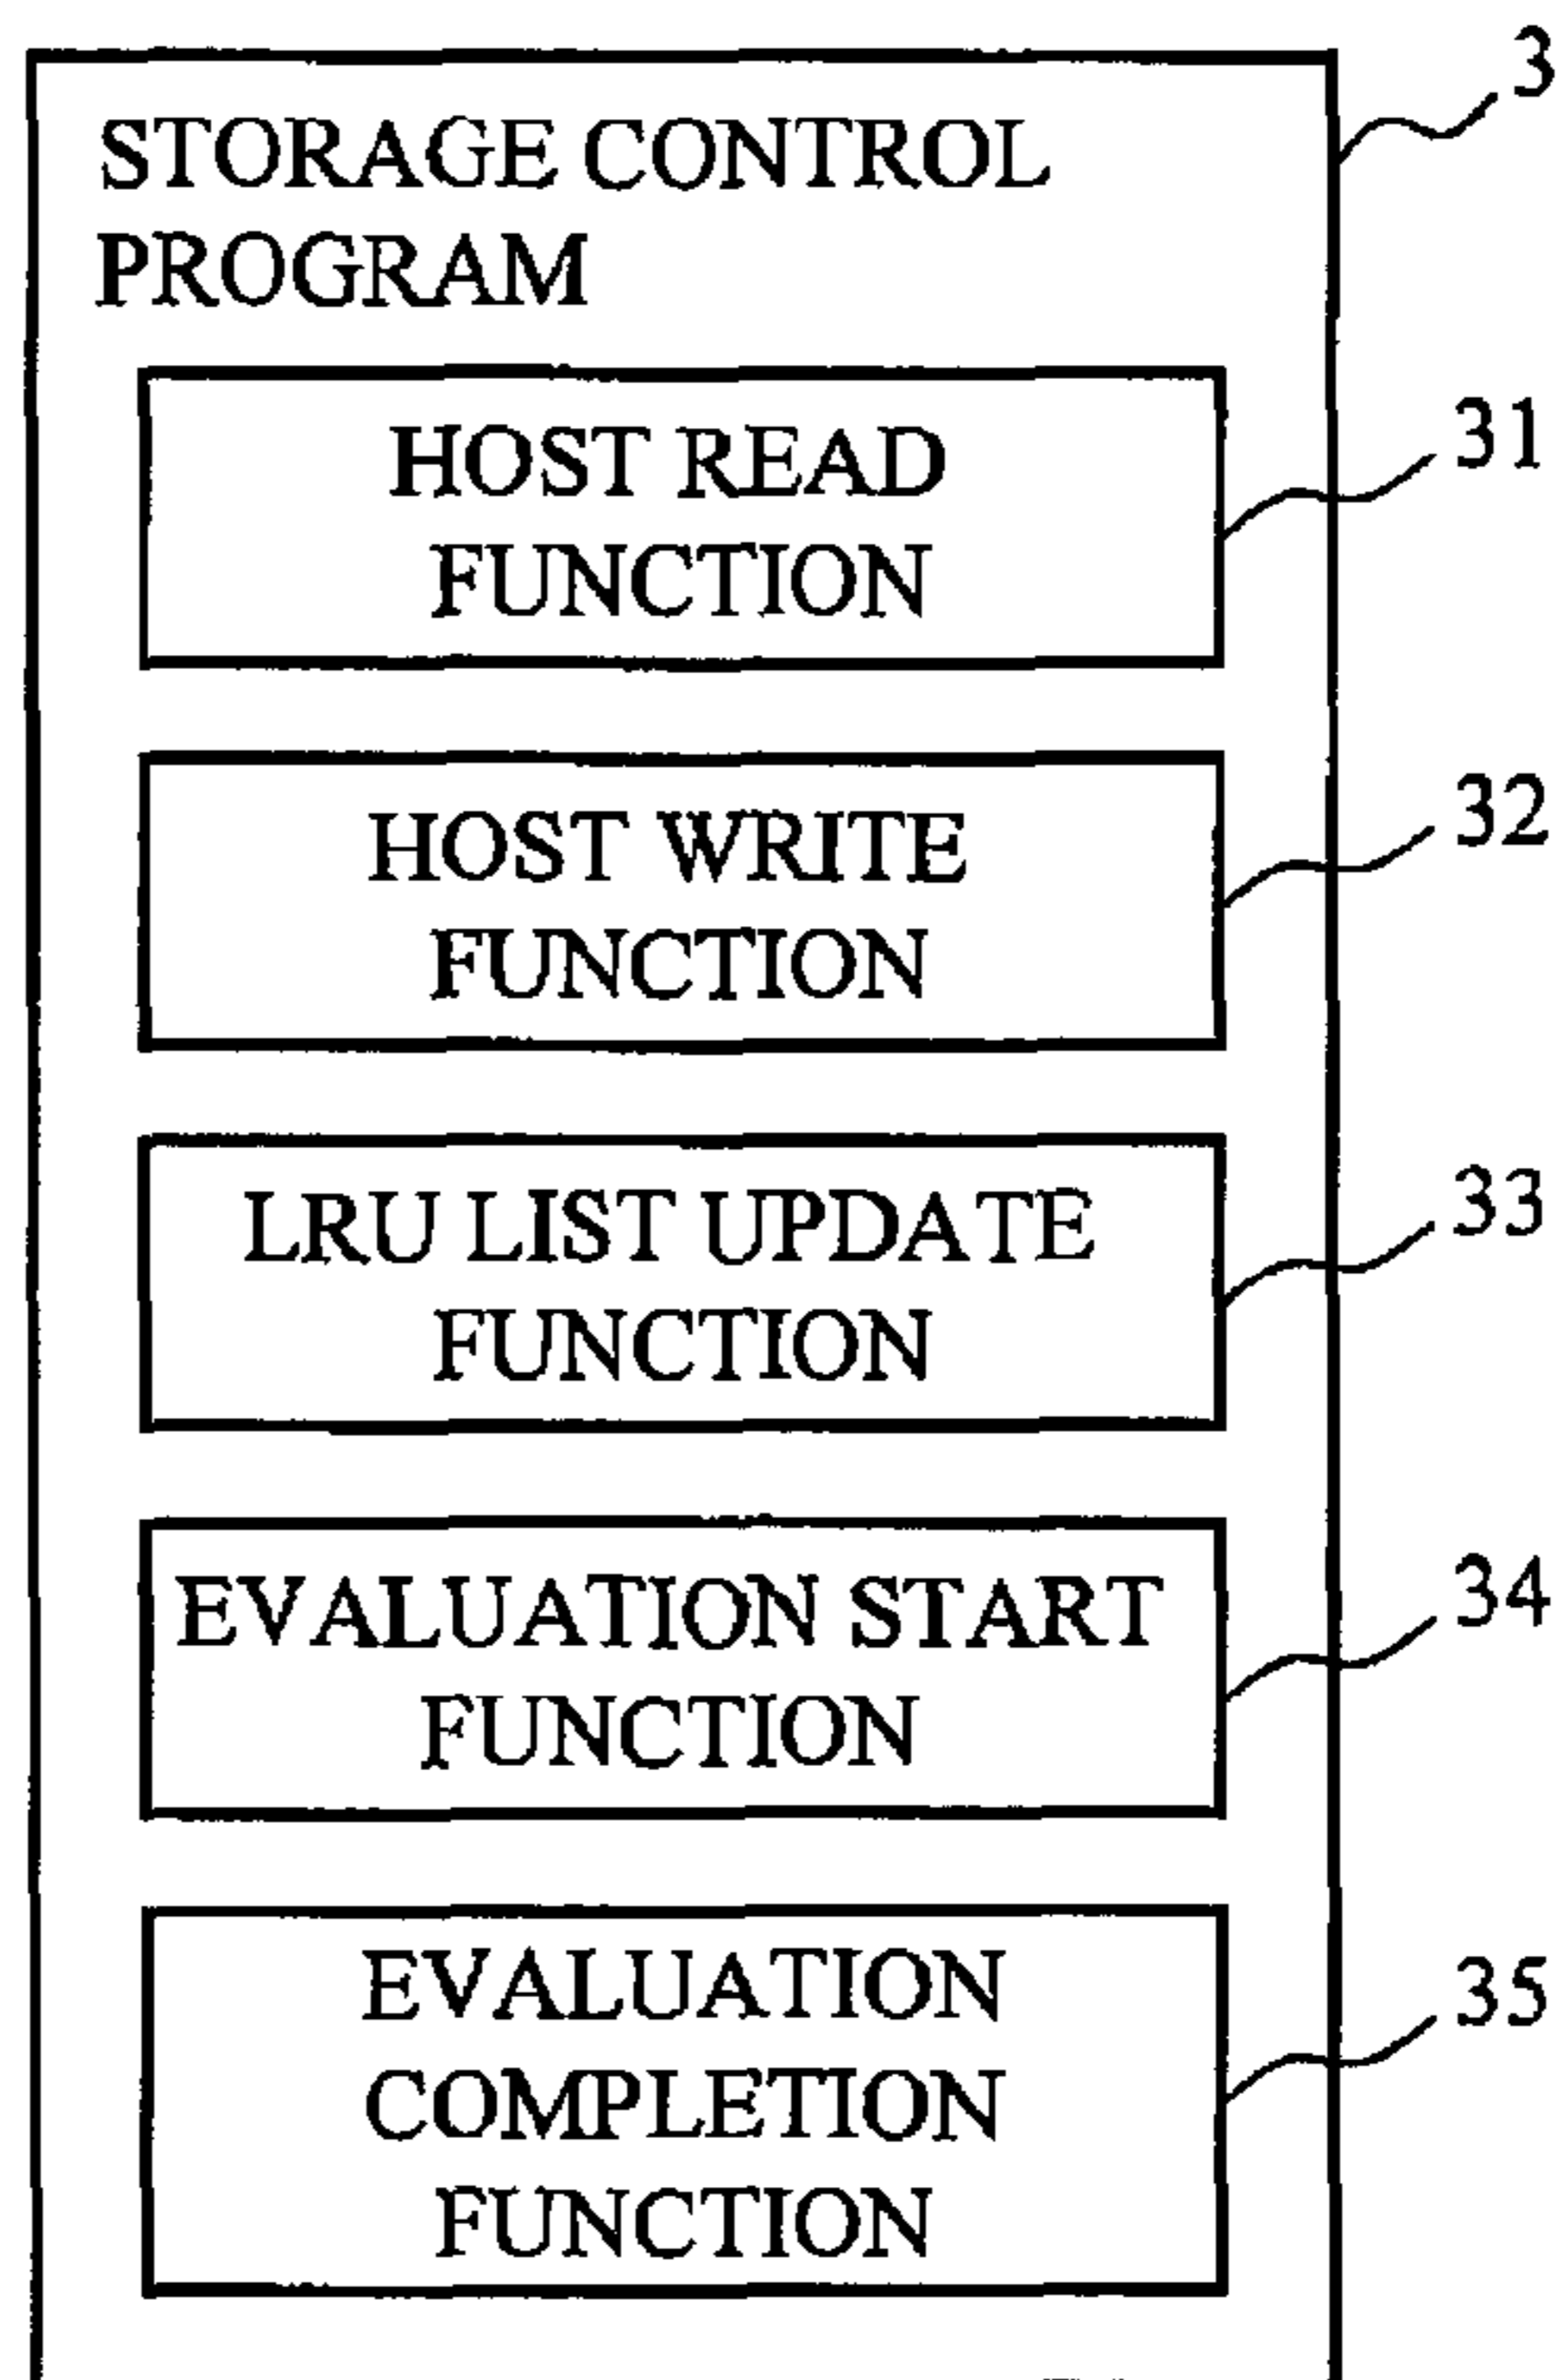 3
STORAGE CONTROL
PROGRAM
HOST READ
FUNCTION
31
HOST WRITE
FUNCTION
32
LRU LIST UPDATE
FUNCTION
33
EVALUATION START
FUNCTION
34
EVALUATION
COMPLETION
FUNCTION
35